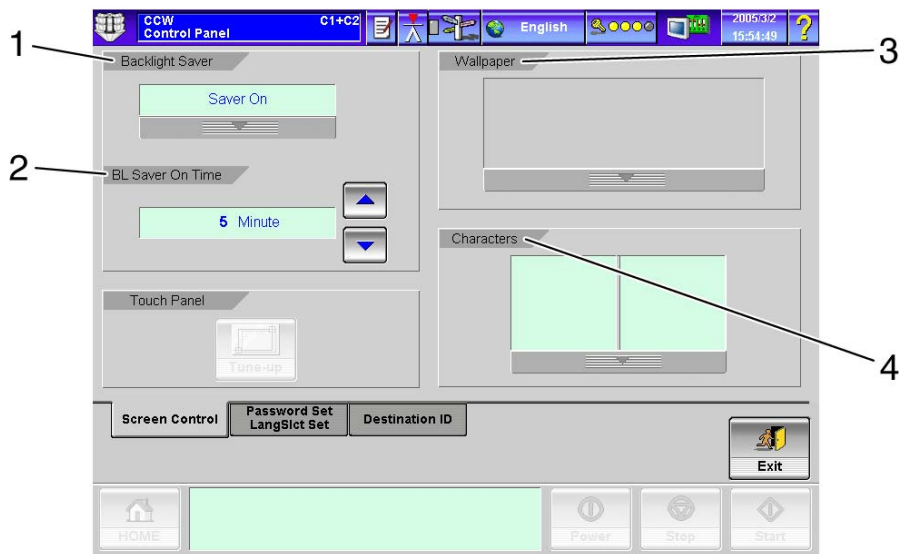 CCW C1+C2
Control Panel
English
2005/3/2
15:54:49
?
1
Backlight Saver
Saver On
2
BL Saver On Time
5 Minute
Touch Panel
Tune-up
Wallpaper
3
Characters
4
Screen Control
Password Set
LangSlct Set
Destination ID
Exit
HOME
Power
Stop
Start